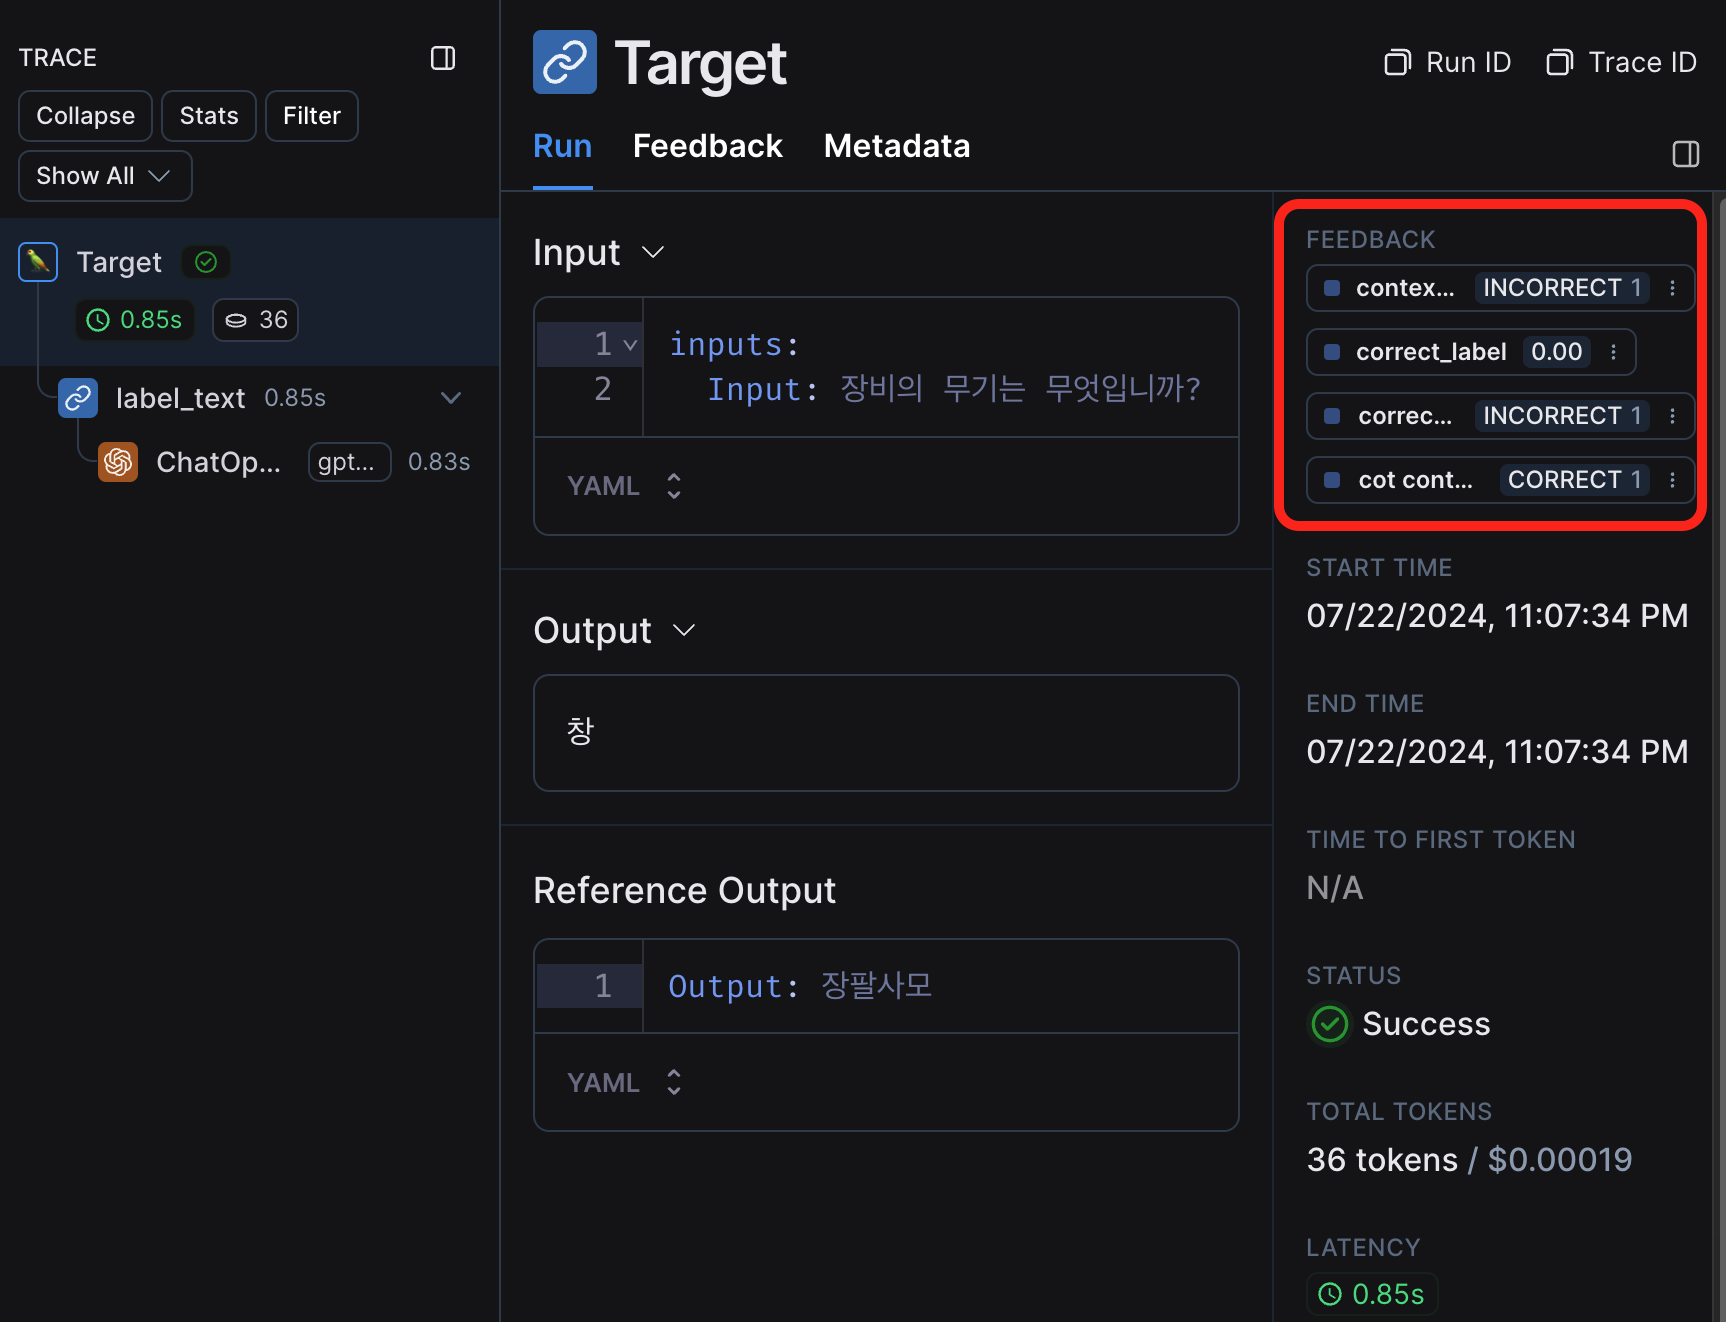 TRACE
Collapse
Stats
Filter
Show All
Target
0.85s
36
label_text 0.85s
ChatOp... gpt... 0.83s
Target
Run ID
Trace ID
Run
Feedback
Metadata
Input
1 inputs:
2 Input: 장비의 무기는 무엇입니까?
YAML
Output
창
Reference Output
1 Output: 장팔사모
YAML
FEEDBACK
contex... INCORRECT 1
correct_label 0.00
correc... INCORRECT 1
cot cont... CORRECT 1
START TIME
07/22/2024, 11:07:34 PM
END TIME
07/22/2024, 11:07:34 PM
TIME TO FIRST TOKEN
N/A
STATUS
Success
TOTAL TOKENS
36 tokens / $0.00019
LATENCY
0.85s